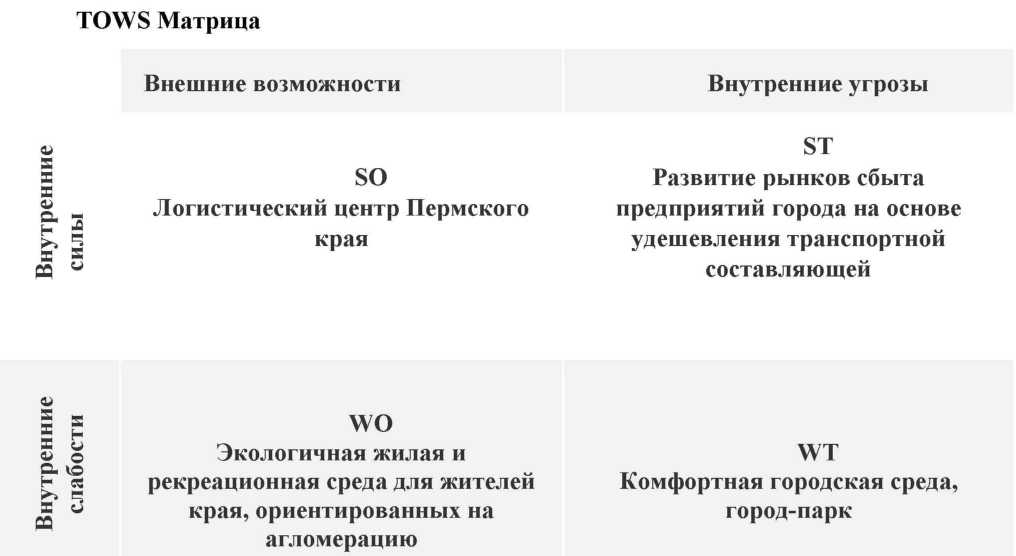 TOWS Матрица
Внешние возможности
Внутренние угрозы
Внутренние
силы
SO
Логистический центр Пермского
края
ST
Развитие рынков сбыта
предприятий города на основе
удешевления транспортной
составляющей
Внутренние
слабости
WO
Экологичная жилая и
рекреационная среда для жителей
края, ориентированных на
агломерацию
WT
Комфортная городская среда,
город-парк